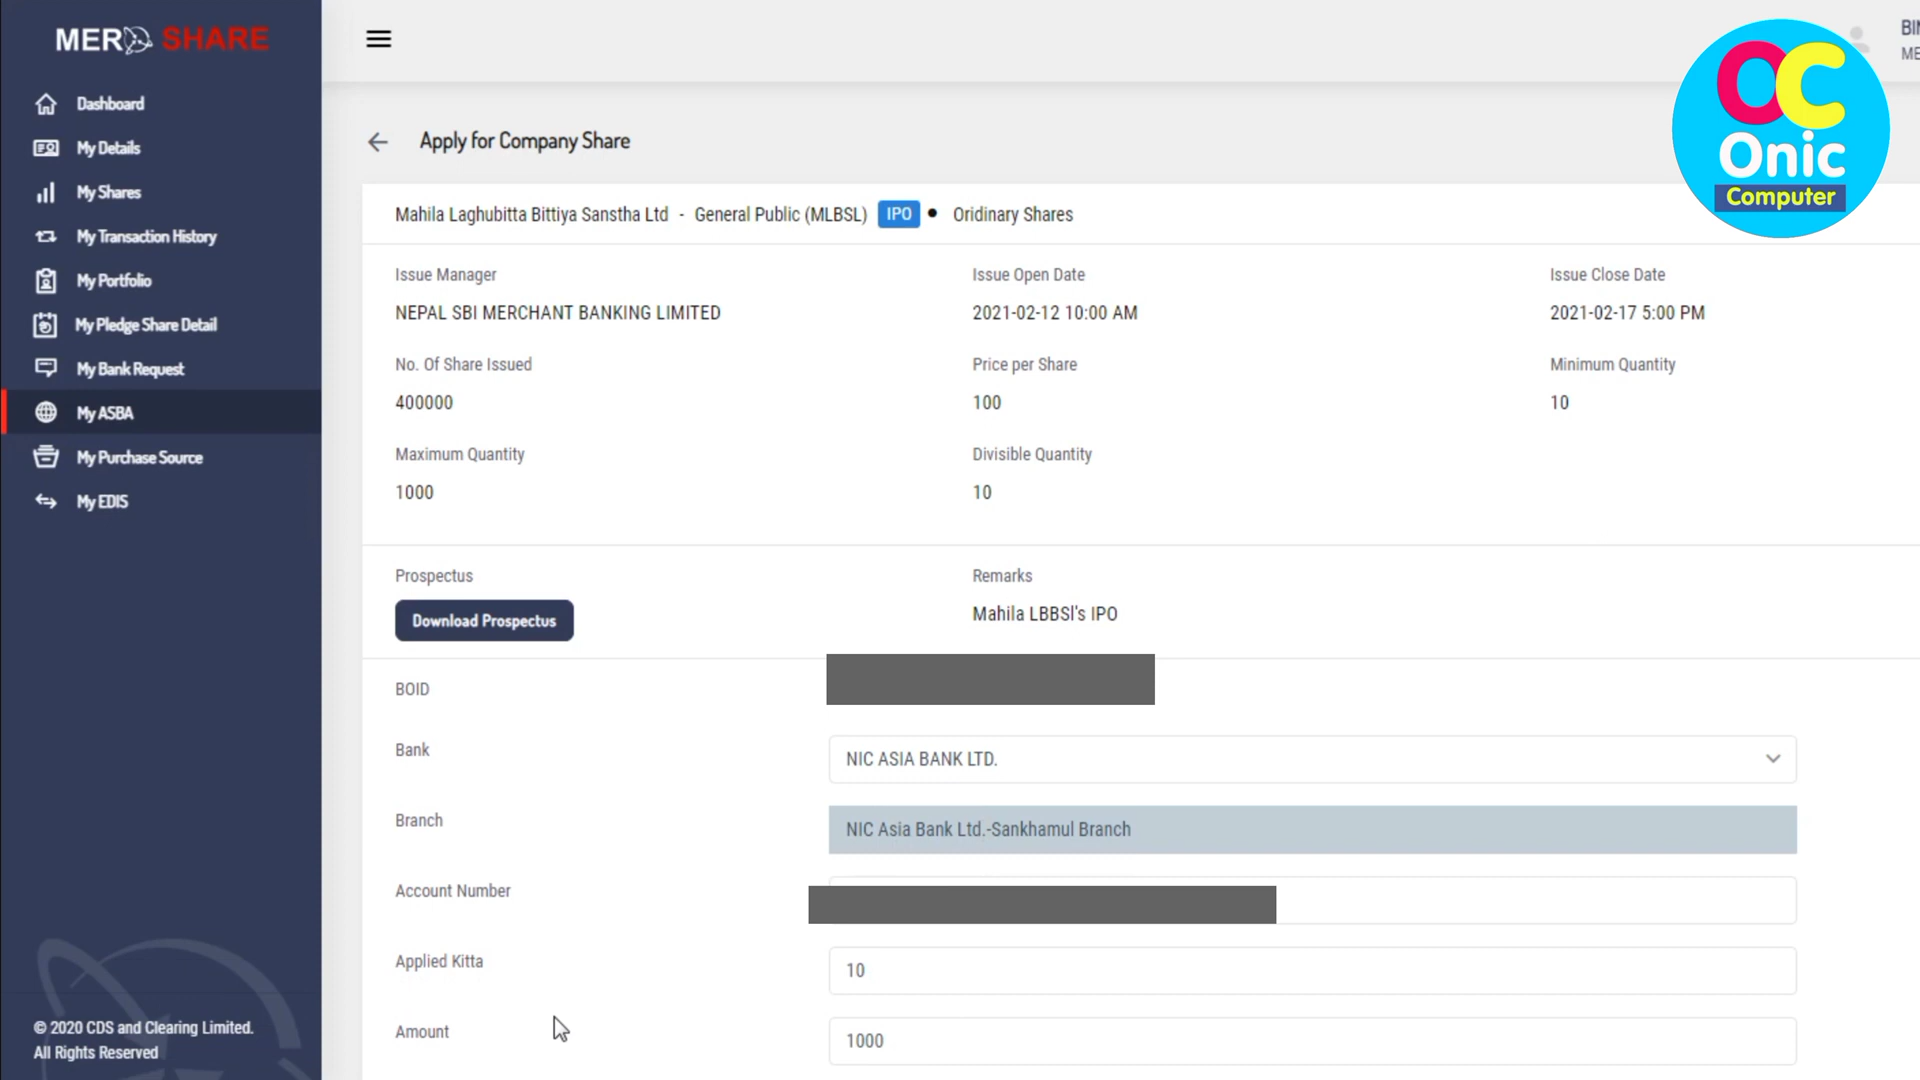 MERO SHARE
BI
ME
OC
Onic
Computer
Dashboard
My Details
My Shares
My Transaction History
My Portfolio
My Pledge Share Detail
My Bank Request
My ASBA
My Purchase Source
My EDIS
© 2020 CDS and Clearing Limited.
All Rights Reserved
Apply for Company Share
Mahila Laghubitta Bittiya Sanstha Ltd - General Public (MLBSL) IPO • Oridinary Shares
Issue Manager Issue Open Date Issue Close Date
NEPAL SBI MERCHANT BANKING LIMITED 2021-02-12 10:00 AM 2021-02-17 5:00 PM
No. Of Share Issued Price per Share Minimum Quantity
400000 100 10
Maximum Quantity Divisible Quantity
1000 10
Prospectus Remarks
Download Prospectus Mahila LBBSl's IPO
BOID
Bank NIC ASIA BANK LTD.
Branch NIC Asia Bank Ltd.-Sankhamul Branch
Account Number
Applied Kitta 10
Amount 1000